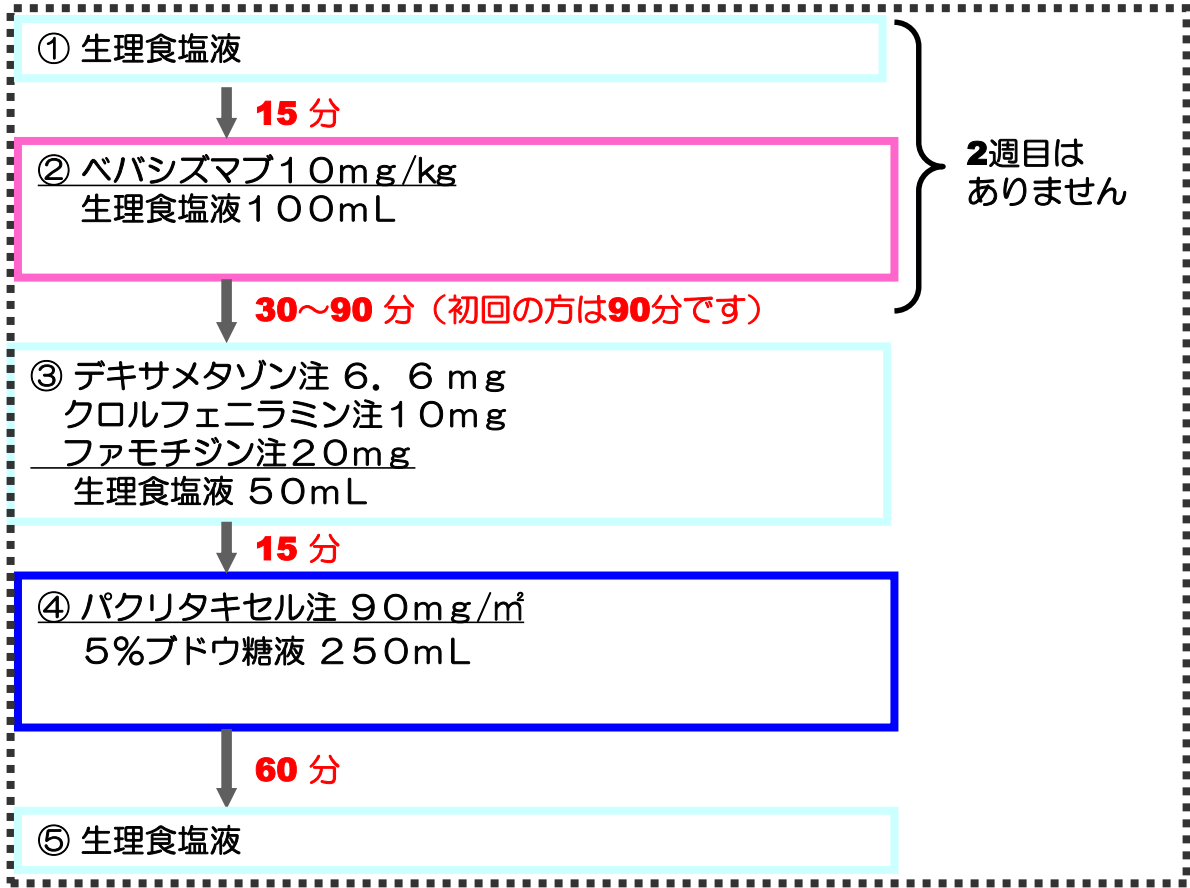 ① 生理食塩液
15 分
② ベバシズマブ１０ｍｇ/kg
生理食塩液１００ｍL
2週目は
ありません
30～90 分（初回の方は90分です）
③ デキサメタゾン注 ６．６ｍｇ
クロルフェニラミン注１０ｍｇ
ファモチジン注２０ｍｇ
生理食塩液 ５０ｍL
15 分
④ パクリタキセル注 ９０ｍｇ/㎡
５％ブドウ糖液 ２５０ｍL
60 分
⑤ 生理食塩液